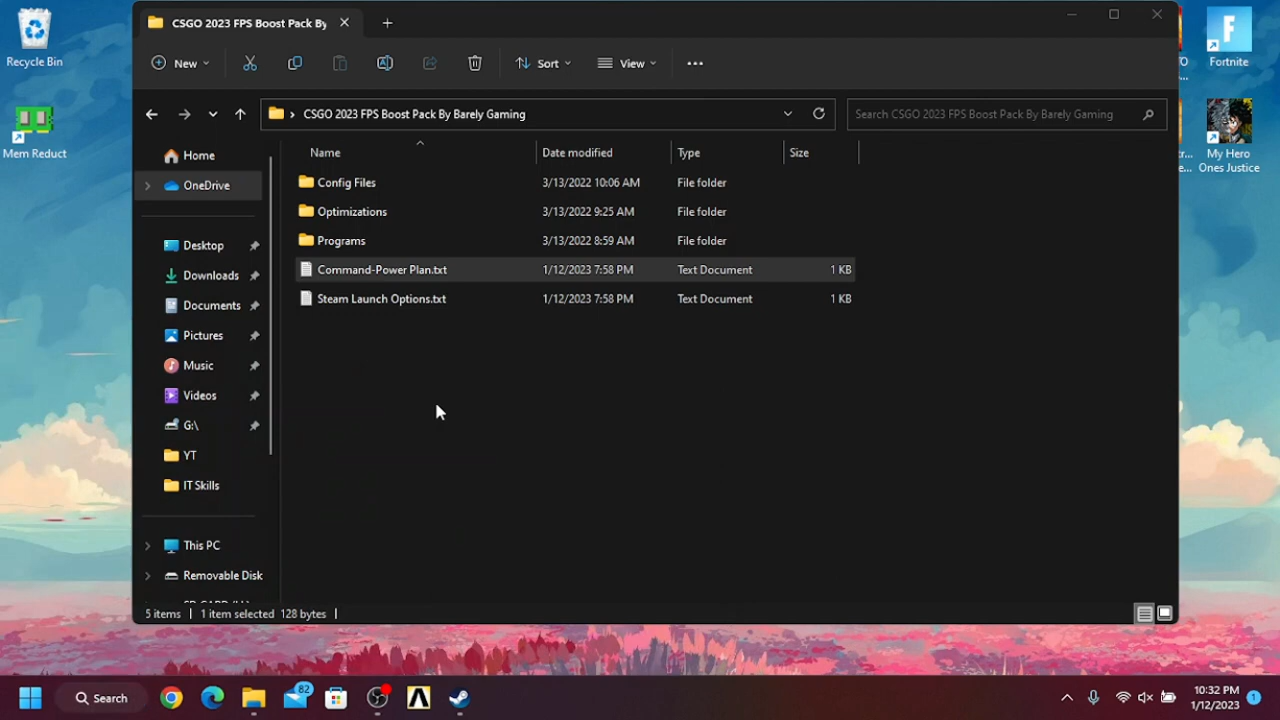 Recycle Bin
Mem Reduct
CSGO 2023 FPS Boost Pack By
New
Sort
View
CSGO 2023 FPS Boost Pack By Barely Gaming
Search CSGO 2023 FPS Boost Pack By Barely Gaming
Home
OneDrive
Desktop
Downloads
Documents
Pictures
Music
Videos
G:\
YT
IT Skills
This PC
Removable Disk
Name Date modified Type Size
Config Files 3/13/2022 10:06 AM File folder
Optimizations 3/13/2022 9:25 AM File folder
Programs 3/13/2022 8:59 AM File folder
Command-Power Plan.txt 1/12/2023 7:58 PM Text Document 1 KB
Steam Launch Options.txt 1/12/2023 7:58 PM Text Document 1 KB
5 items 1 item selected 128 bytes
Fortnite
My Hero
Ones Justice
Search
82
10:32 PM
1/12/2023
1